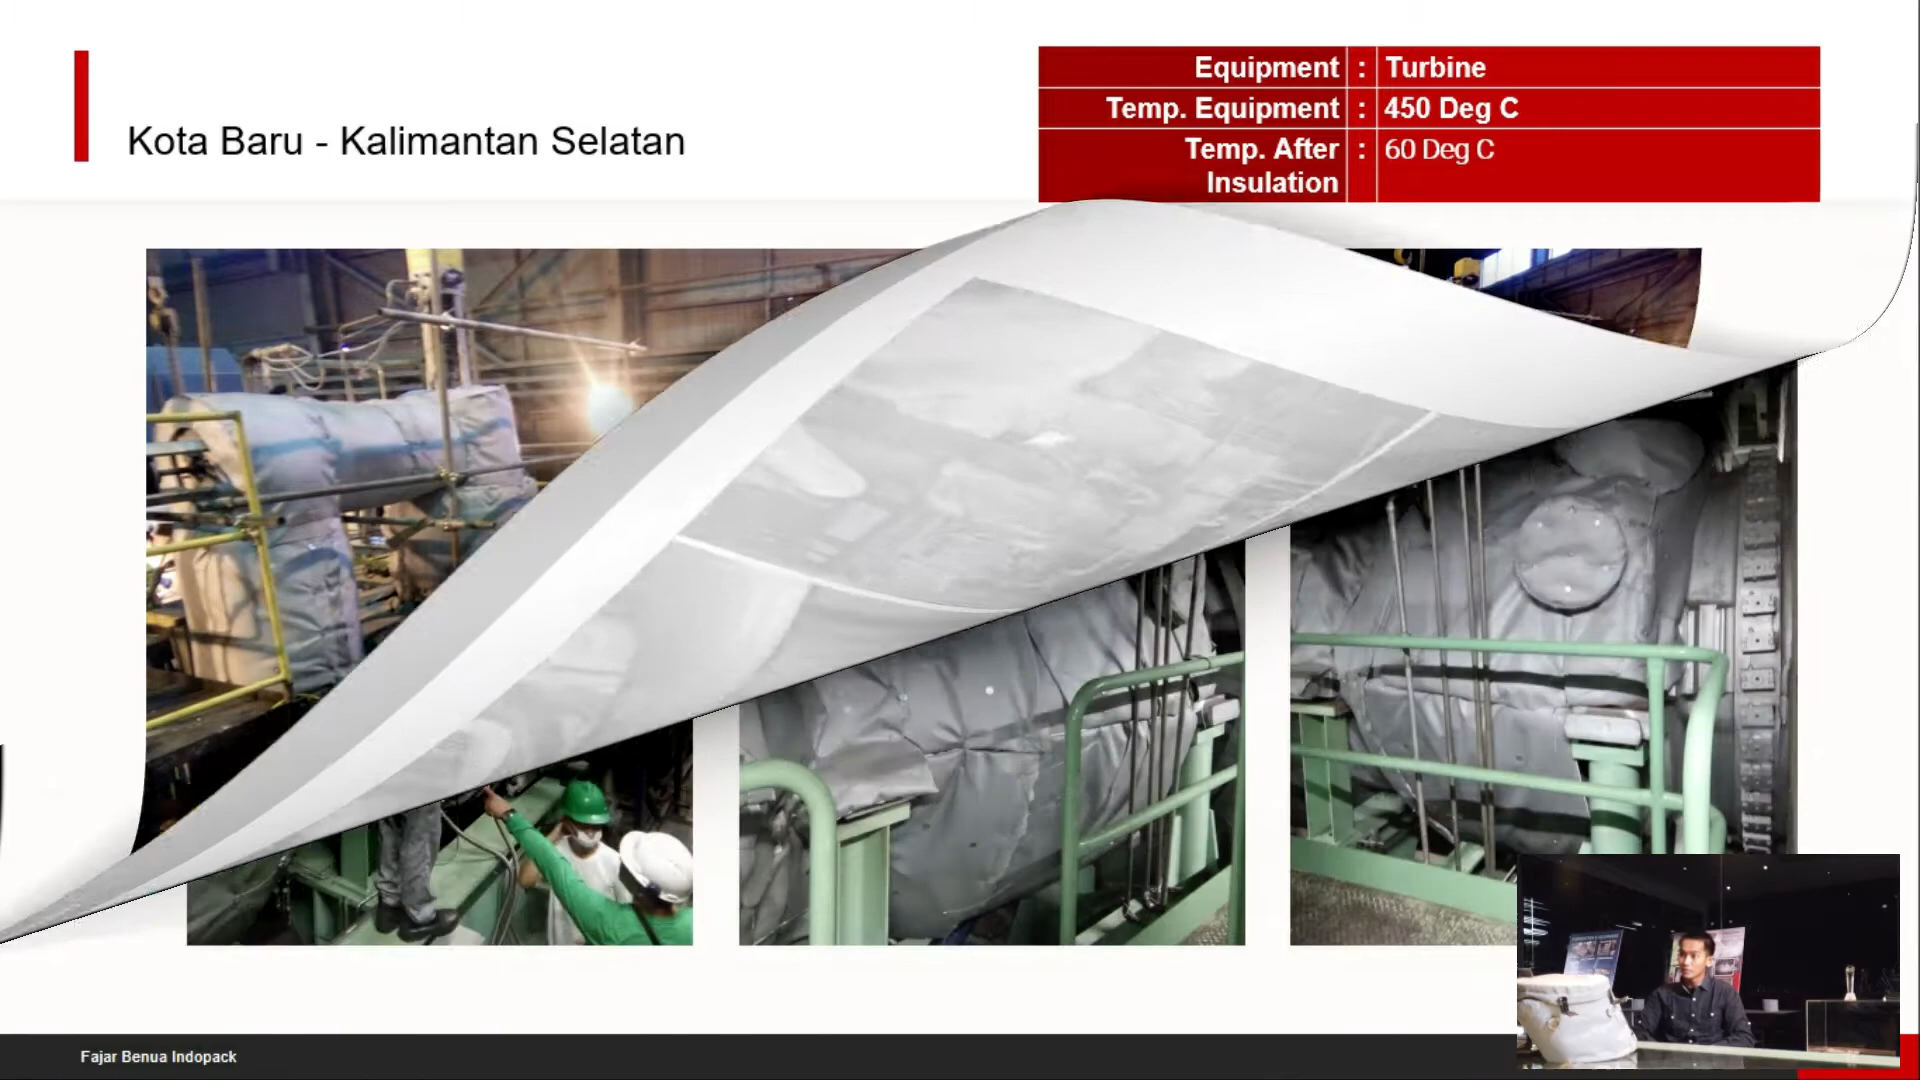 Equipment : Turbine
Temp. Equipment : 450 Deg C
Temp. After : 60 Deg C
Insulation
Kota Baru - Kalimantan Selatan
Fajar Benua Indopack